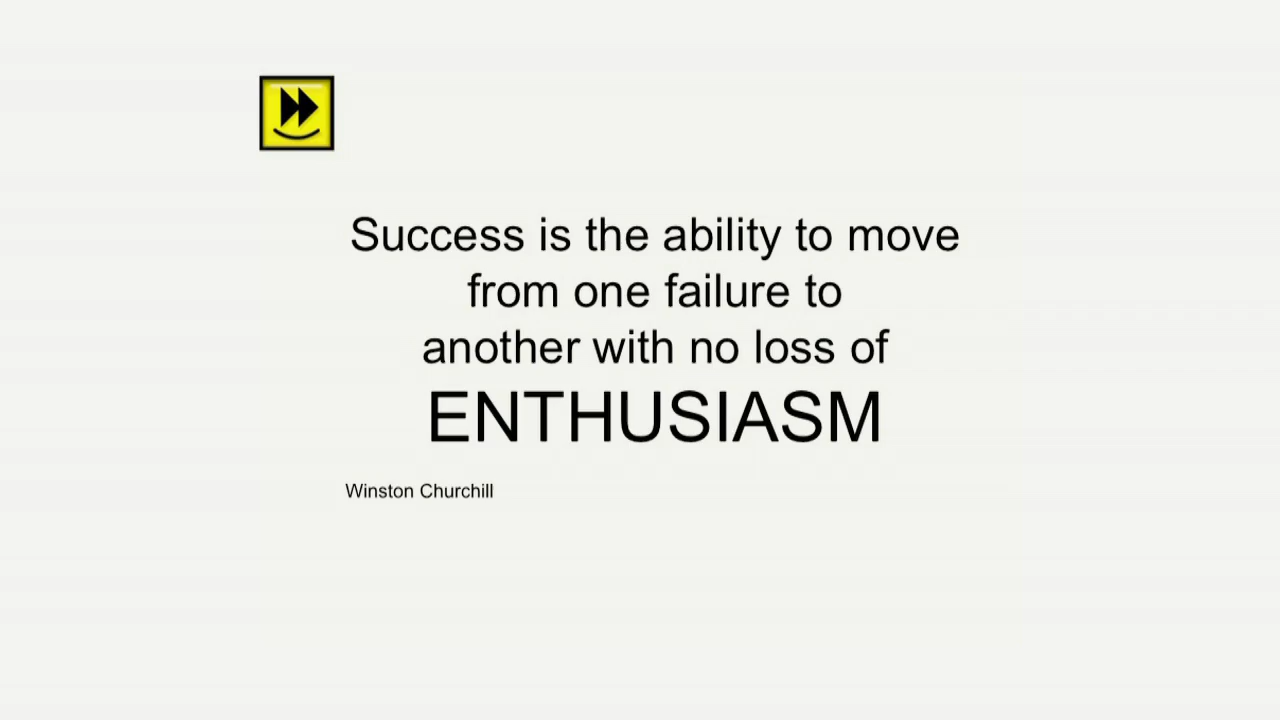 Success is the ability to move
from one failure to
another with no loss of
ENTHUSIASM
Winston Churchill